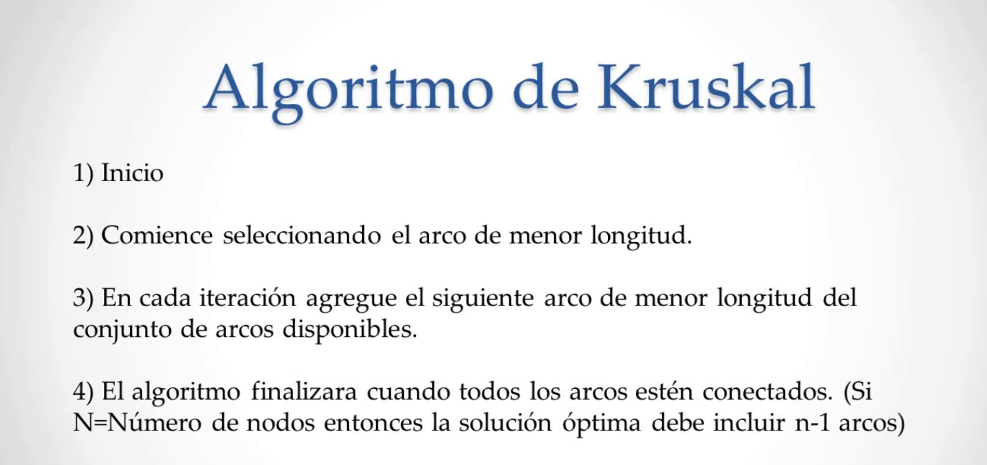 Algoritmo de Kruskal
1) Inicio
2) Comience seleccionando el arco de menor longitud.
3) En cada iteración agregue el siguiente arco de menor longitud del
conjunto de arcos disponibles.
4) El algoritmo finalizara cuando todos los arcos estén conectados. (Si
N=Número de nodos entonces la solución óptima debe incluir n-1 arcos)